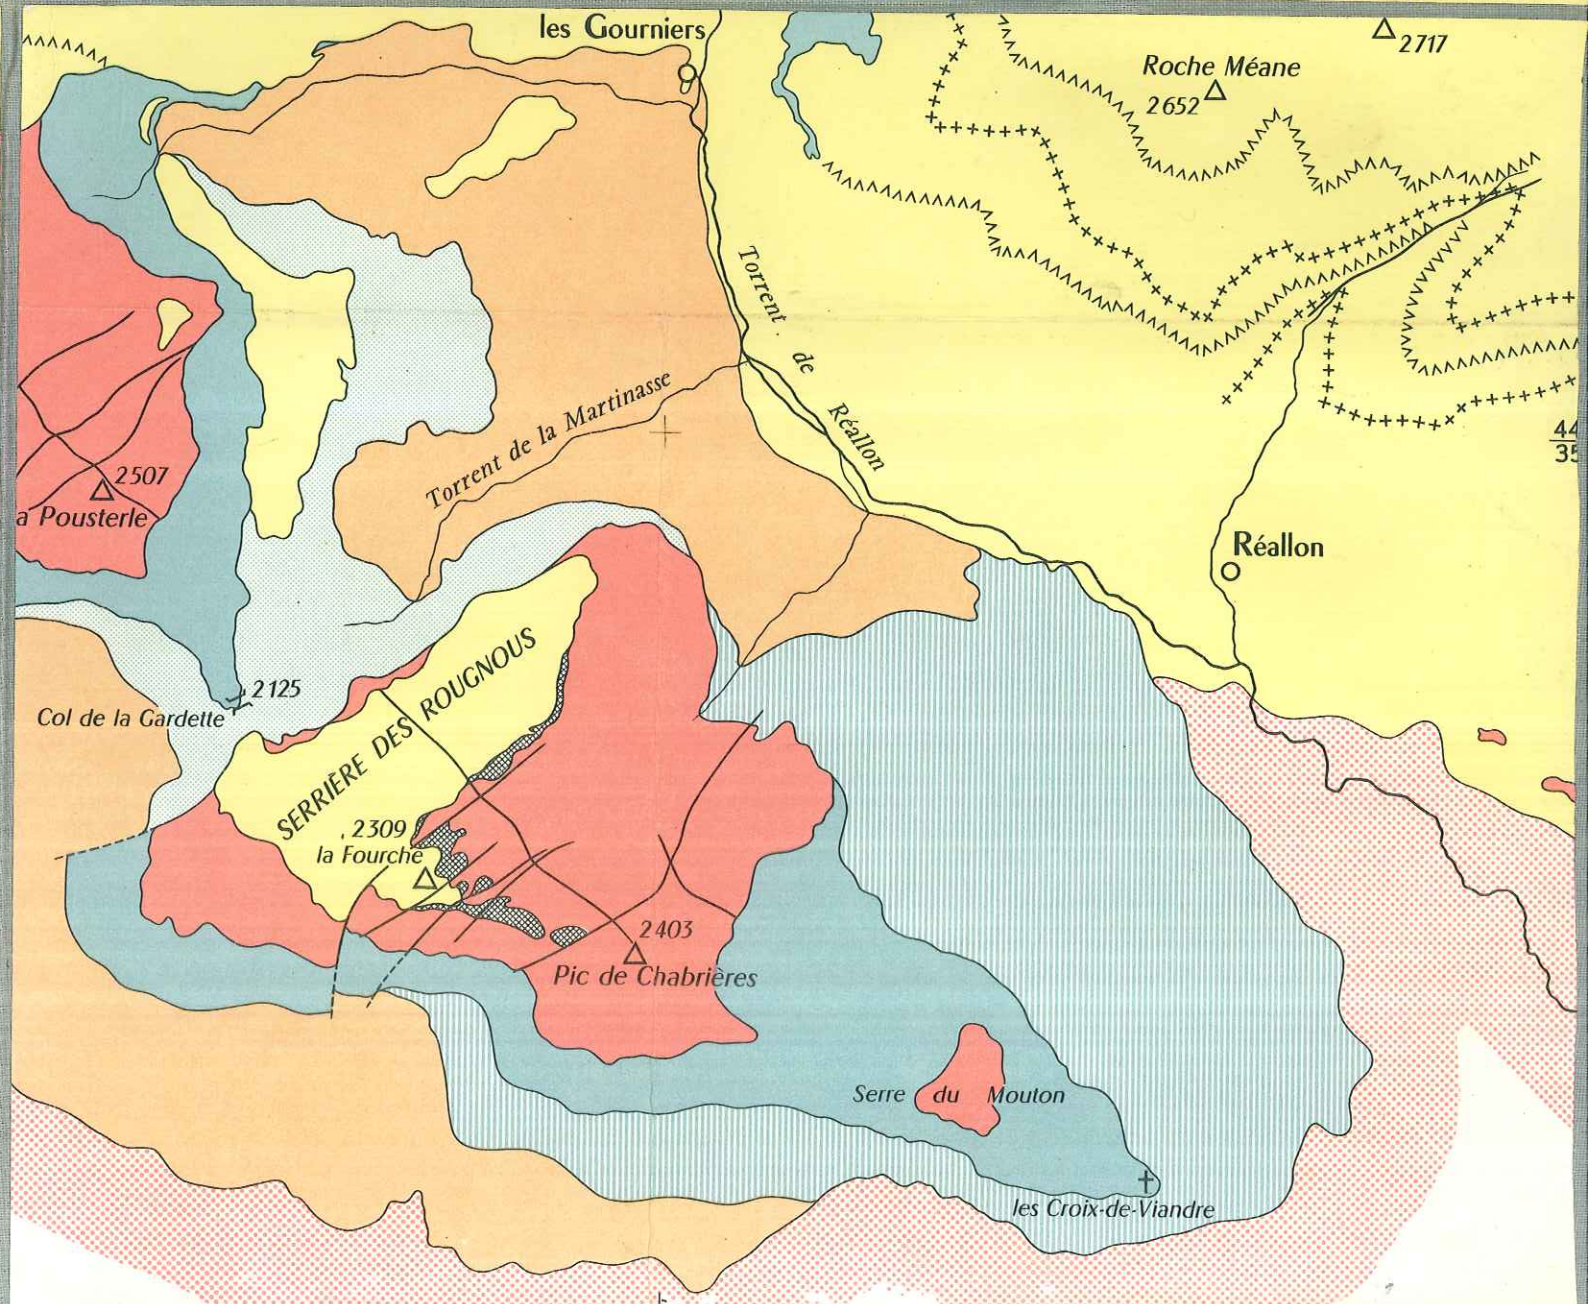 les Gourniers
2717
Roche Méane
2652
Torrent de Réallon
Torrent de la Martinasse
44
35
2507
a Pousterle
Réallon
2125
Col de la Gardette
SERRIÈRE DES ROUGNOUS
2309
la Fourche
2403
Pic de Chabrières
Serre du Mouton
les Croix-de-Viandre